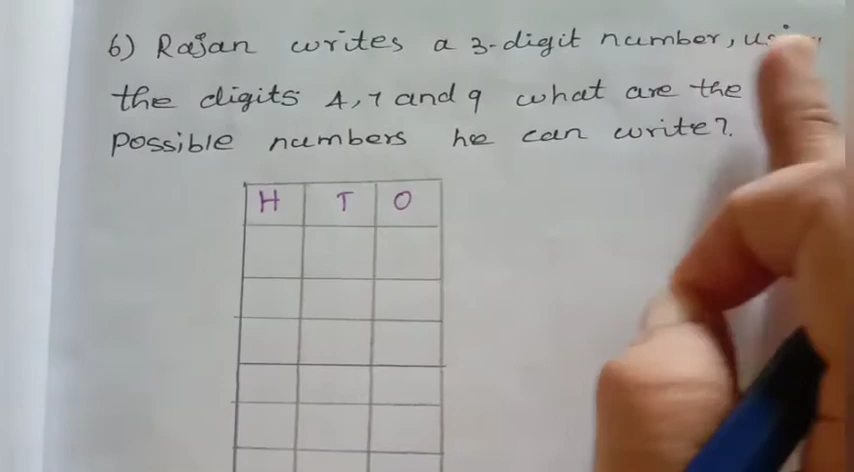 6) Rajan writes a 3-digit number,
the digits 4, 7 and 9 what are the
possible numbers he can write?.
H T O